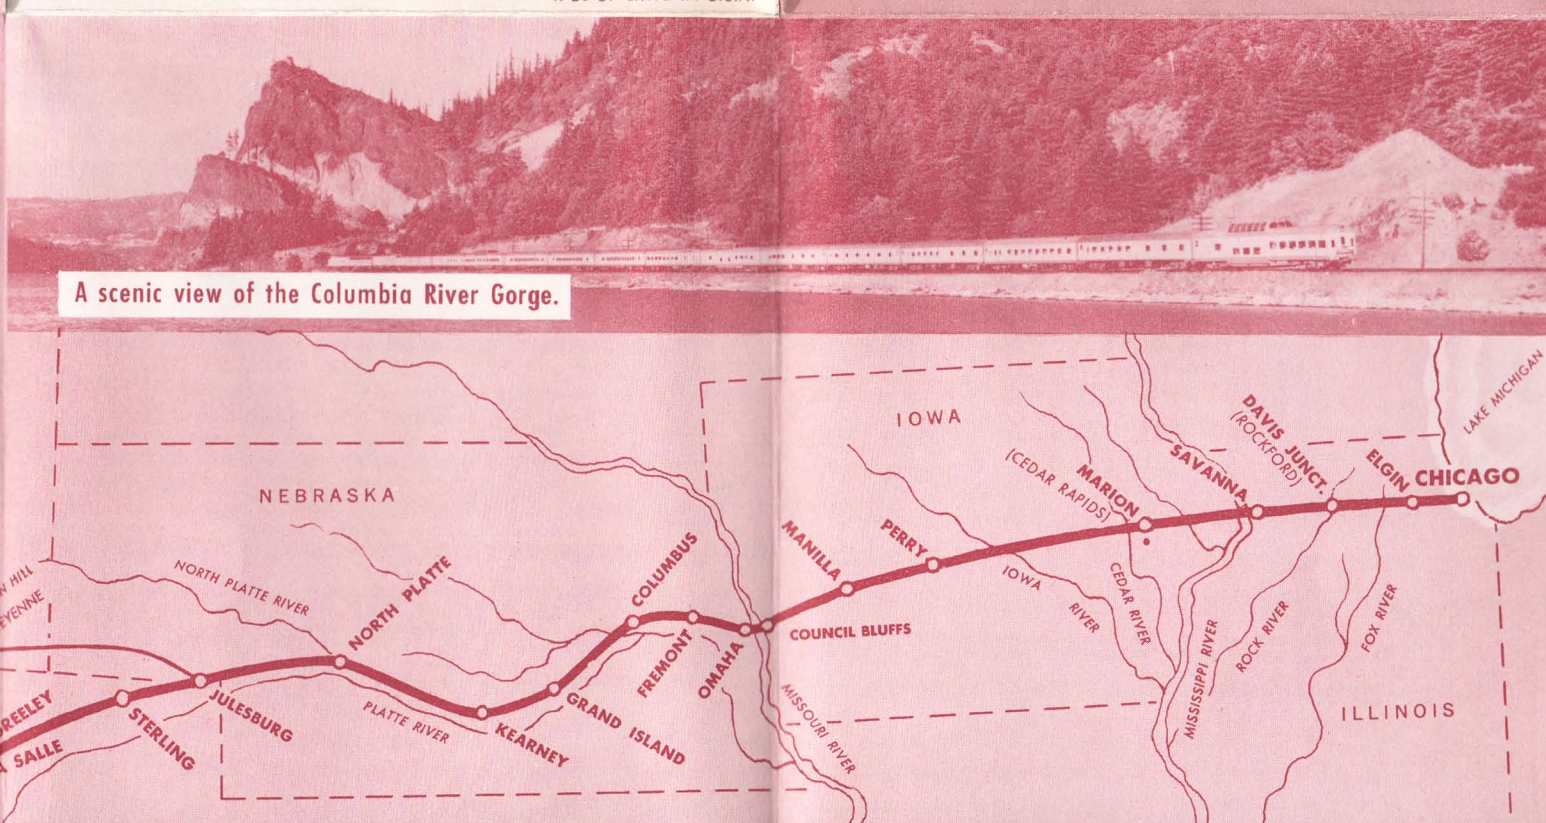 A scenic view of the Columbia River Gorge.
IOWA
NEBRASKA
ILLINOIS
LAKE MICHIGAN
CHICAGO
ELGIN
DAVIS JUNCT.
(ROCKFORD)
SAVANNA
MARION
(CEDAR RAPIDS)
PERRY
MANILLA
COUNCIL BLUFFS
OMAHA
FREMONT
COLUMBUS
GRAND ISLAND
KEARNEY
NORTH PLATTE
JULESBURG
STERLING
SALLE
NORTH PLATTE RIVER
PLATTE RIVER
MISSOURI RIVER
IOWA RIVER
CEDAR RIVER
MISSISSIPPI RIVER
ROCK RIVER
FOX RIVER
HILL